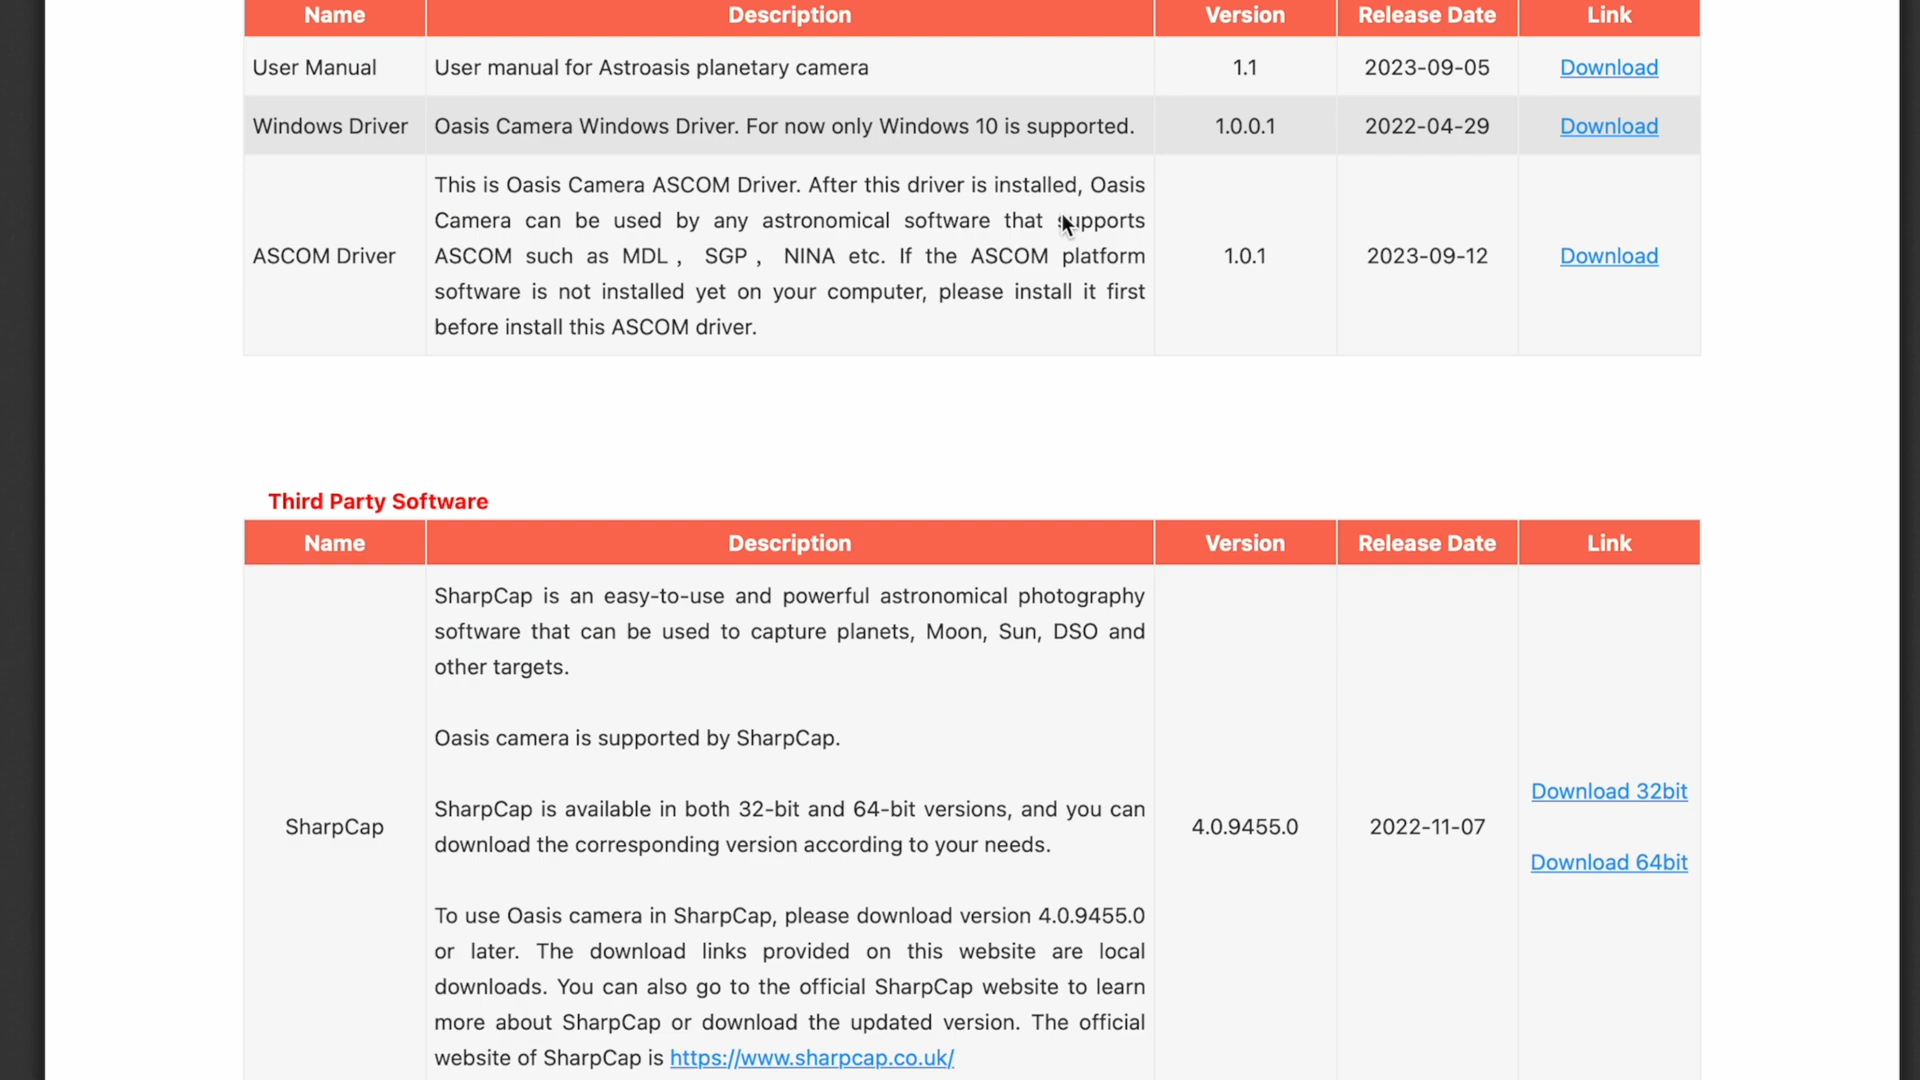 Name Description Version Release Date Link
User Manual User manual for Astroasis planetary camera 1.1 2023-09-05 Download
Windows Driver Oasis Camera Windows Driver. For now only Windows 10 is supported. 1.0.0.1 2022-04-29 Download
This is Oasis Camera ASCOM Driver. After this driver is installed, Oasis
Camera can be used by any astronomical software that supports
ASCOM Driver ASCOM such as MDL， SGP， NINA etc. If the ASCOM platform 1.0.1 2023-09-12 Download
software is not installed yet on your computer, please install it first
before install this ASCOM driver.
Third Party Software
Name Description Version Release Date Link
SharpCap is an easy-to-use and powerful astronomical photography
software that can be used to capture planets, Moon, Sun, DSO and
other targets.
Oasis camera is supported by SharpCap.
Download 32bit
SharpCap is available in both 32-bit and 64-bit versions, and you can
SharpCap 4.0.9455.0 2022-11-07
download the corresponding version according to your needs.
Download 64bit
To use Oasis camera in SharpCap, please download version 4.0.9455.0
or later. The download links provided on this website are local
downloads. You can also go to the official SharpCap website to learn
more about SharpCap or download the updated version. The official
website of SharpCap is https://www.sharpcap.co.uk/